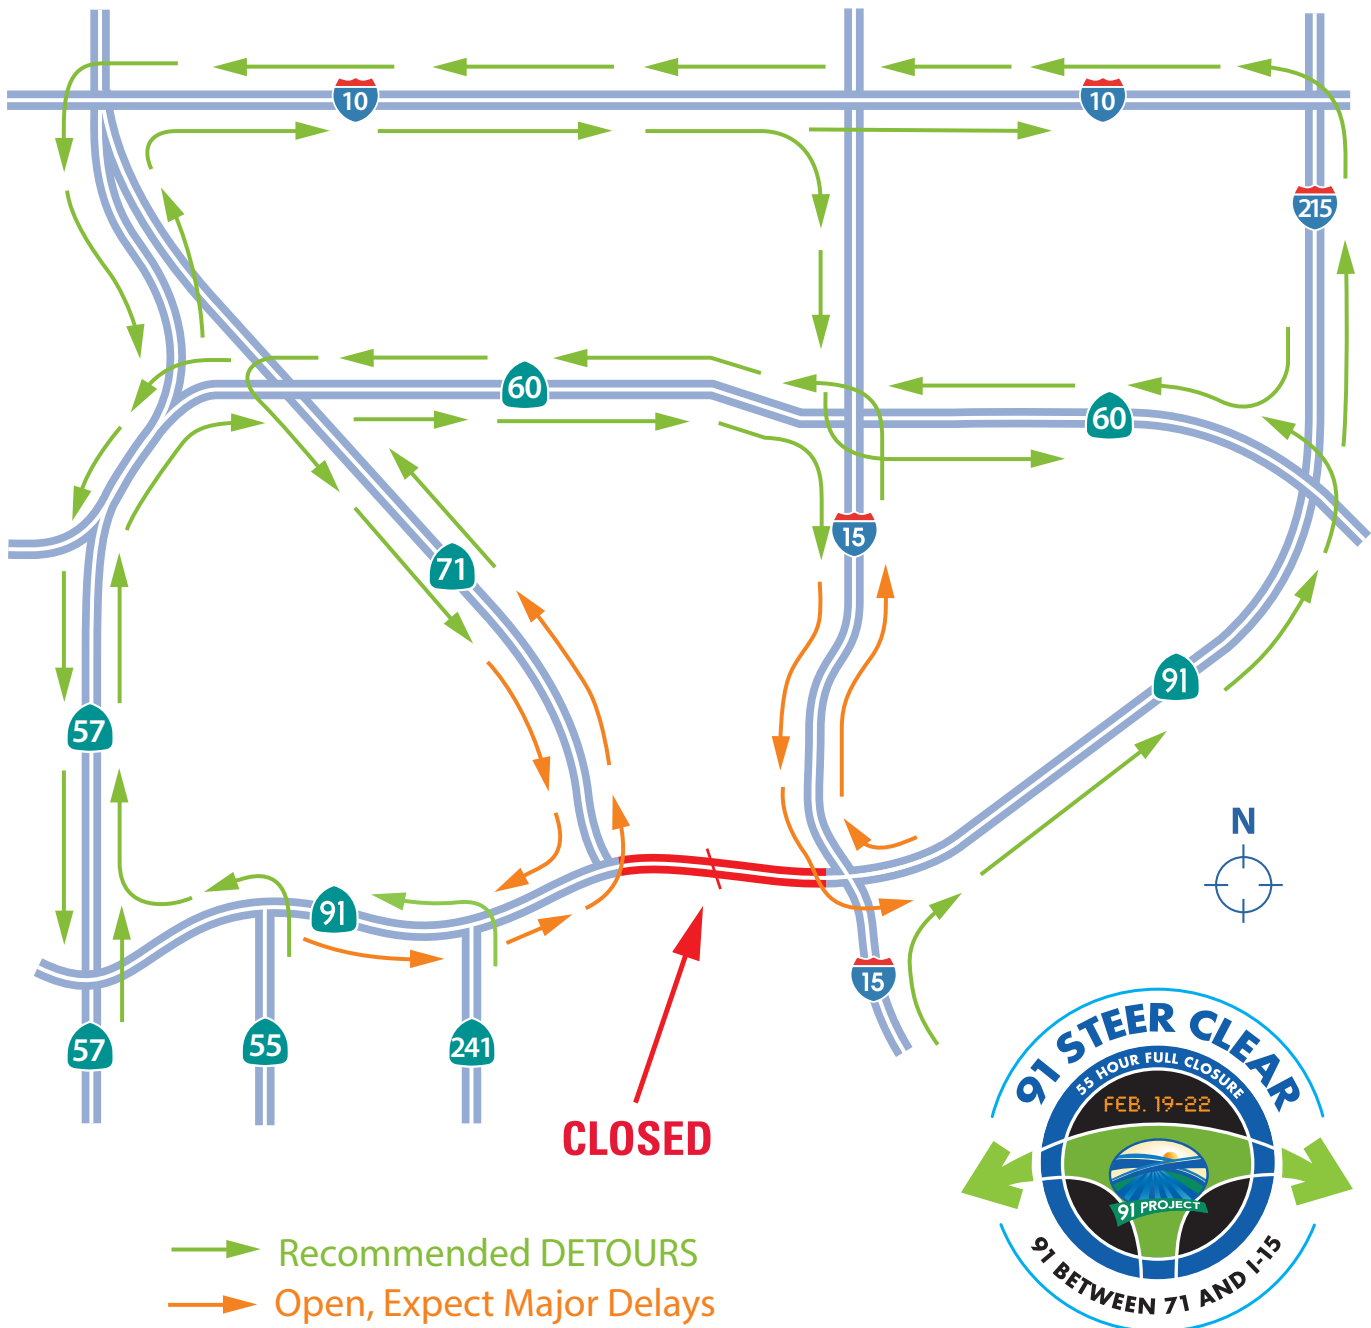 10
10
215
60
60
15
71
91
57
N
91
15
57
55
241
CLOSED
91 STEER CLEAR
55 HOUR FULL CLOSURE
FEB. 19-22
91 PROJECT
91 BETWEEN 71 AND I-15
Recommended DETOURS
Open, Expect Major Delays